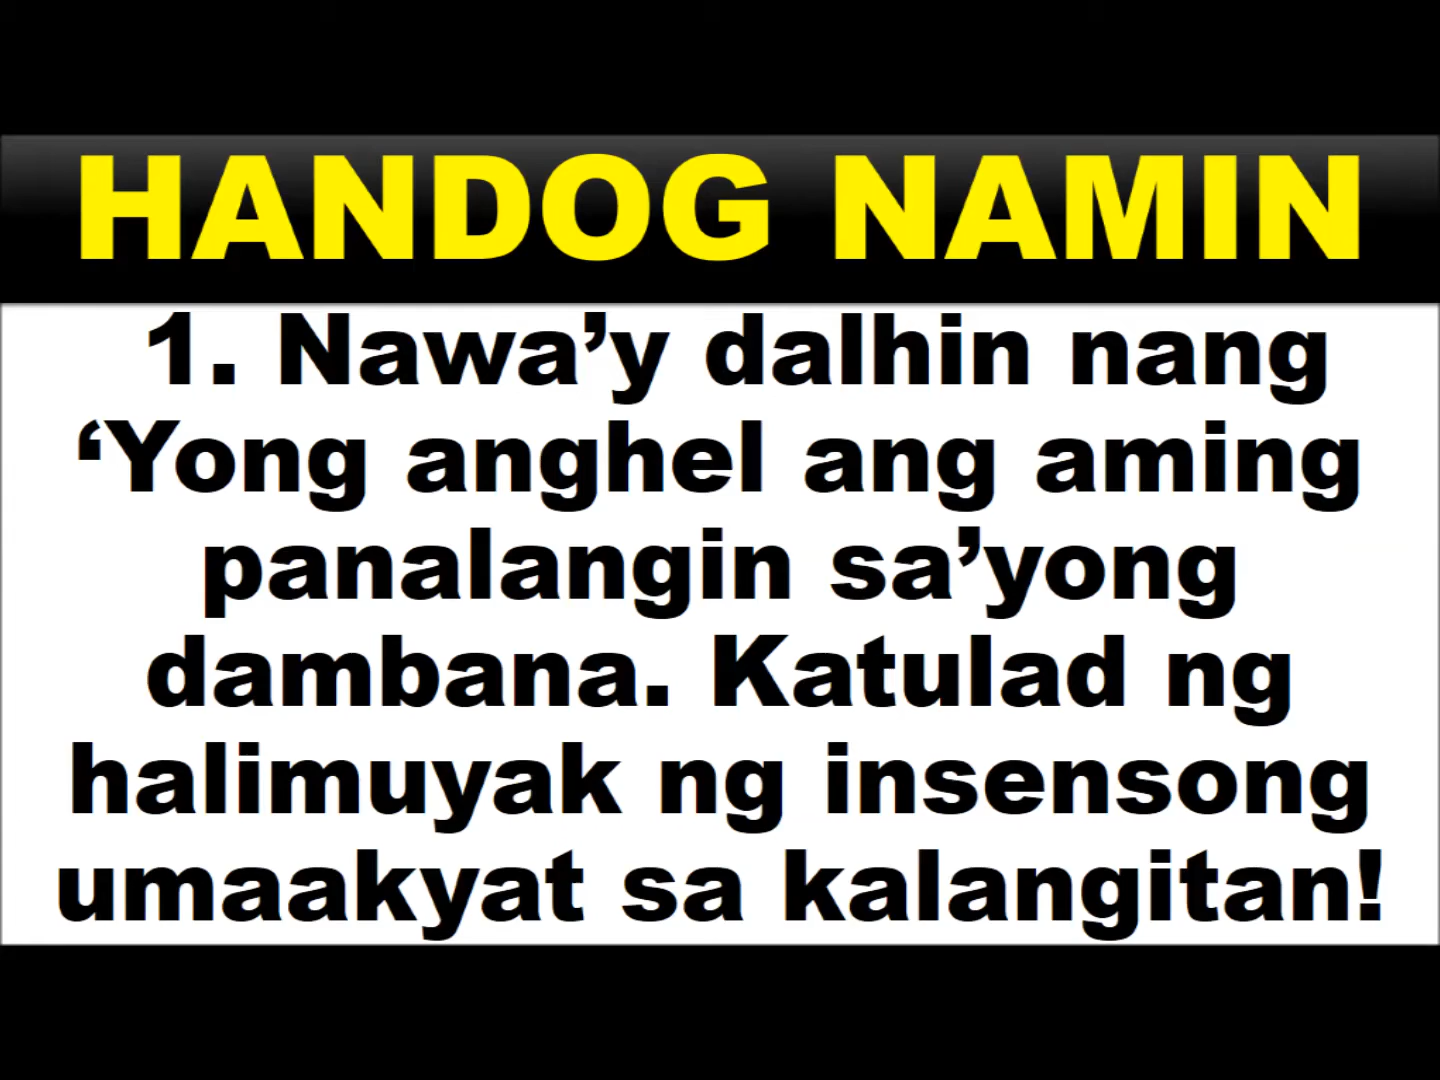 HANDOG NAMIN
1. Nawa’y dalhin nang
‘Yong anghel ang aming
panalangin sa’yong
dambana. Katulad ng
halimuyak ng insensong
umaakyat sa kalangitan!